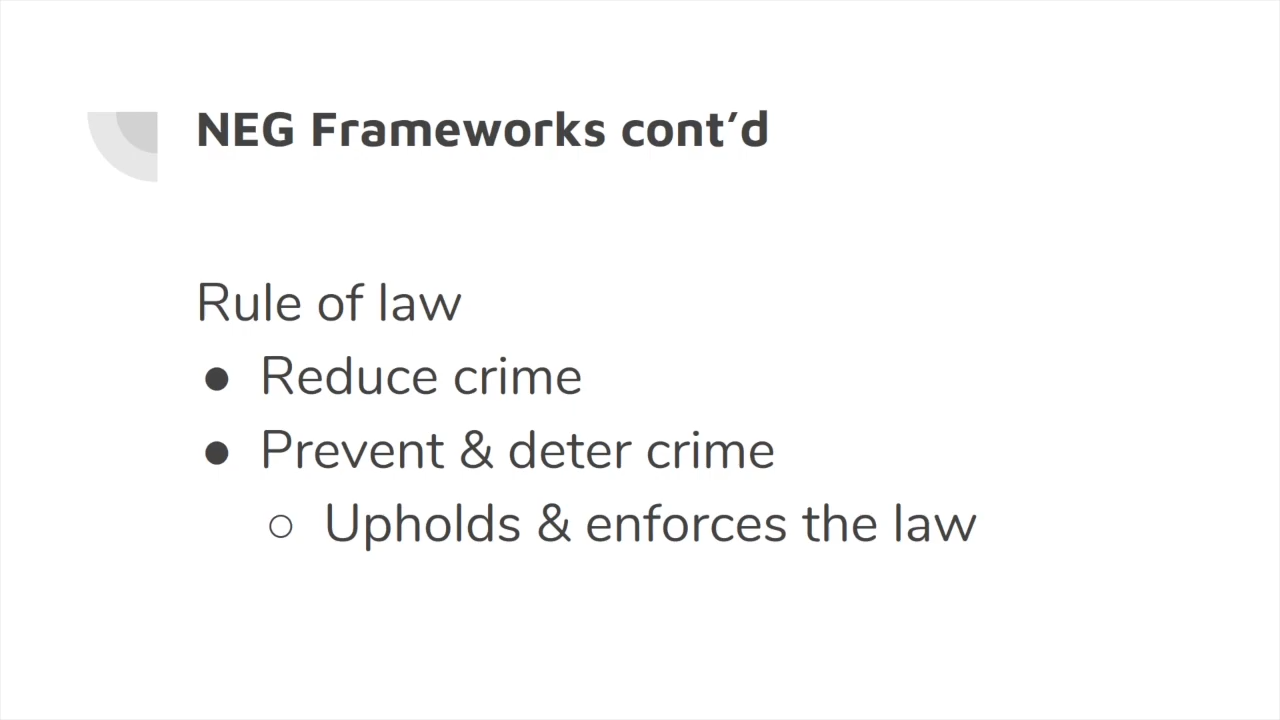 NEG Frameworks cont’d
Rule of law
● Reduce crime
● Prevent & deter crime
○ Upholds & enforces the law